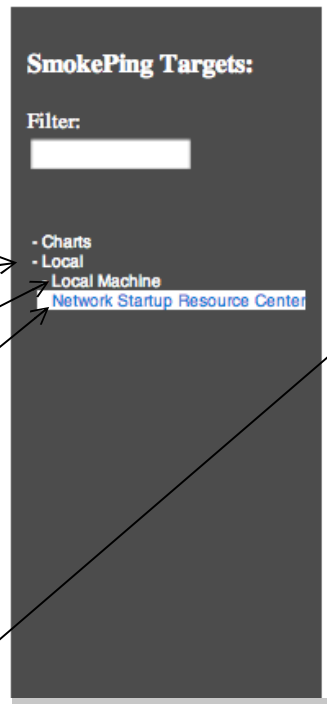 SmokePing Targets:
Filter:
- Charts
- Local
Local Machine
Network Startup Resource Center